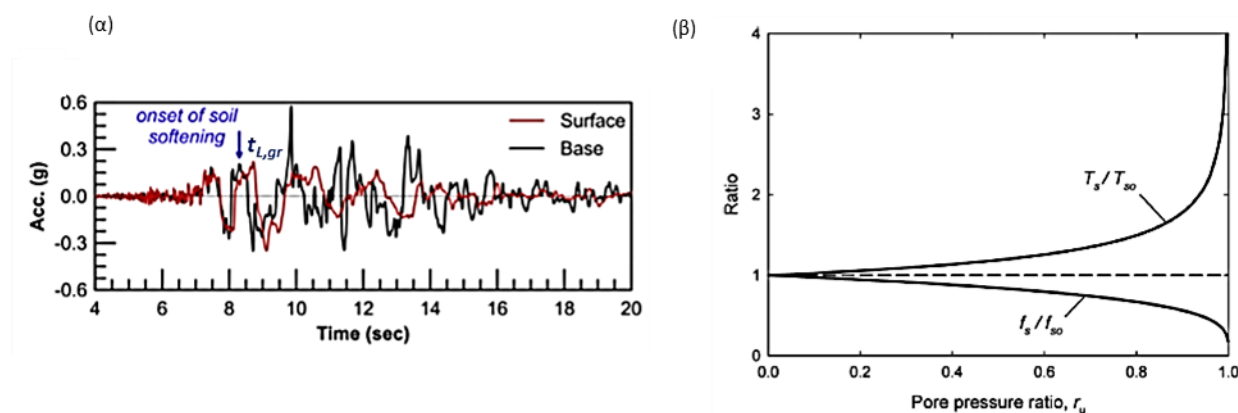 (α)
0.6
0.3
0.0
-0.3
-0.6
Acc. (g)
onset of soil
softening
t_L,gr
Surface
Base
4 6 8 10 12 14 16 18 20
Time (sec)
(β)
4
3
2
1
0
Ratio
T_s / T_so
f_s / f_so
0.0 0.2 0.4 0.6 0.8 1.0
Pore pressure ratio, r_u